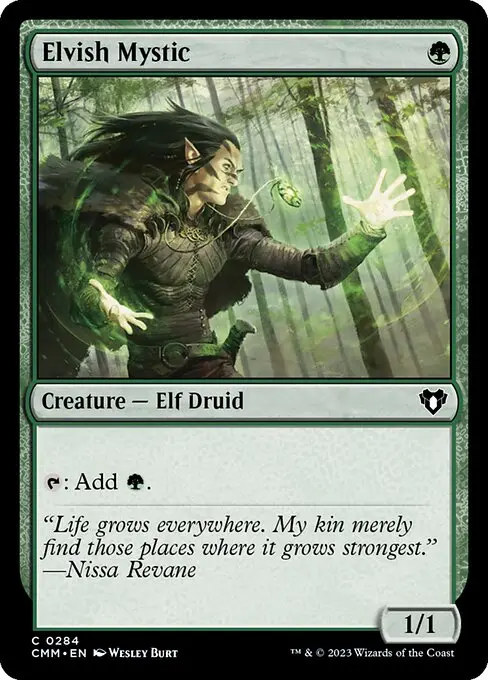 Elvish Mystic
Creature — Elf Druid
: Add .
“Life grows everywhere. My kin merely
find those places where it grows strongest.”
—Nissa Revane
1/1
C 0284
CMM • EN Wesley Burt
™ & © 2023 Wizards of the Coast